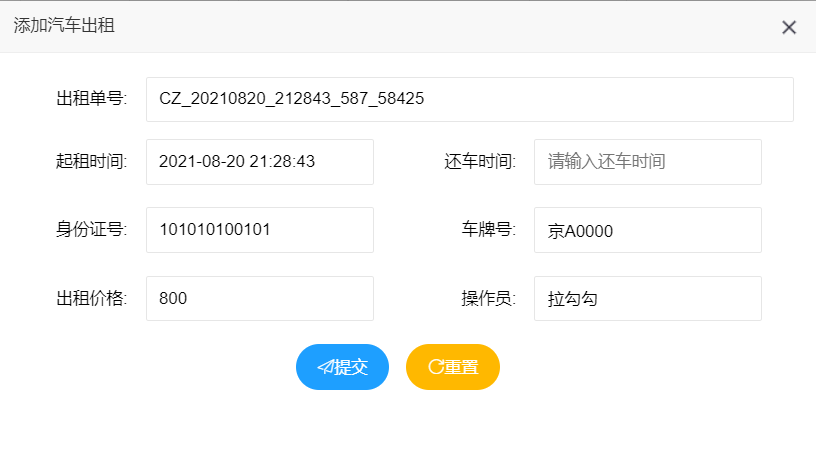 添加汽车出租
出租单号: CZ_20210820_212843_587_58425
起租时间: 2021-08-20 21:28:43 还车时间: 请输入还车时间
身份证号: 101010100101 车牌号: 京A0000
出租价格: 800 操作员: 拉勾勾
提交 重置